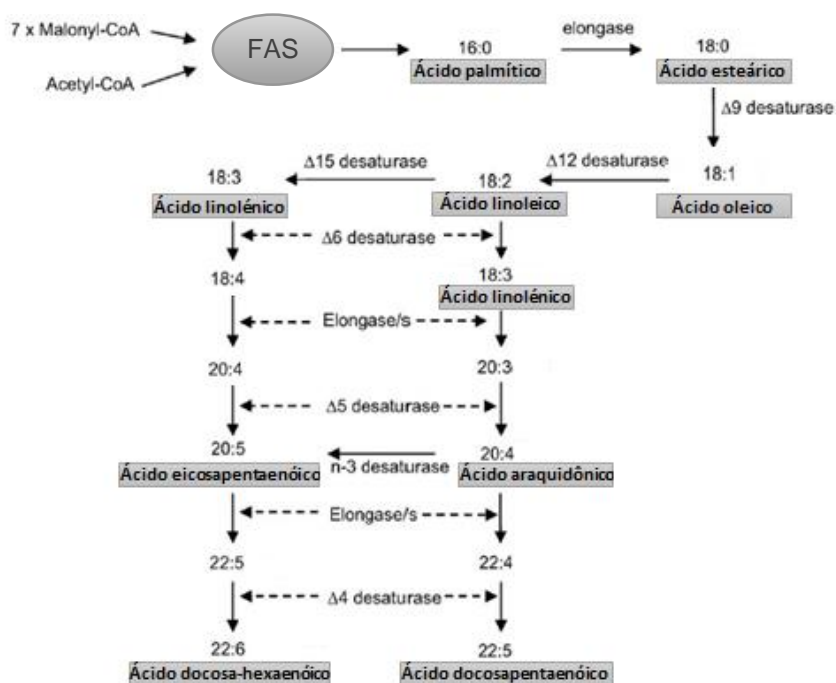 7 x Malonyl-CoA
Acetyl-CoA
FAS
16:0
Ácido palmítico
elongase
18:0
Ácido esteárico
Δ9 desaturase
18:3
Ácido linolénico
Δ15 desaturase
18:2
Ácido linoleico
Δ12 desaturase
18:1
Ácido oleico
Δ6 desaturase
18:4
18:3
Ácido linolénico
Elongase/s
20:4
20:3
Δ5 desaturase
20:5
Ácido eicosapentaenóico
n-3 desaturase
20:4
Ácido araquidônico
Elongase/s
22:5
22:4
Δ4 desaturase
22:6
Ácido docosa-hexaenóico
22:5
Ácido docosapentaenóico